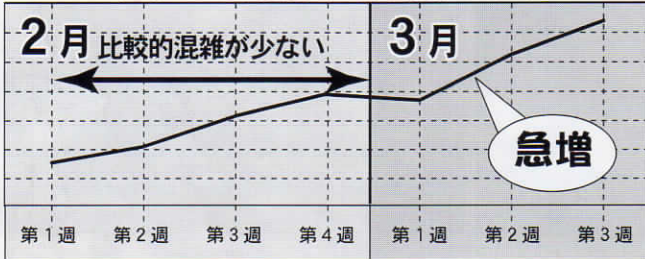 2月 比較的混雑が少ない
3月
急増
第1週 第2週 第3週 第4週 第1週 第2週 第3週